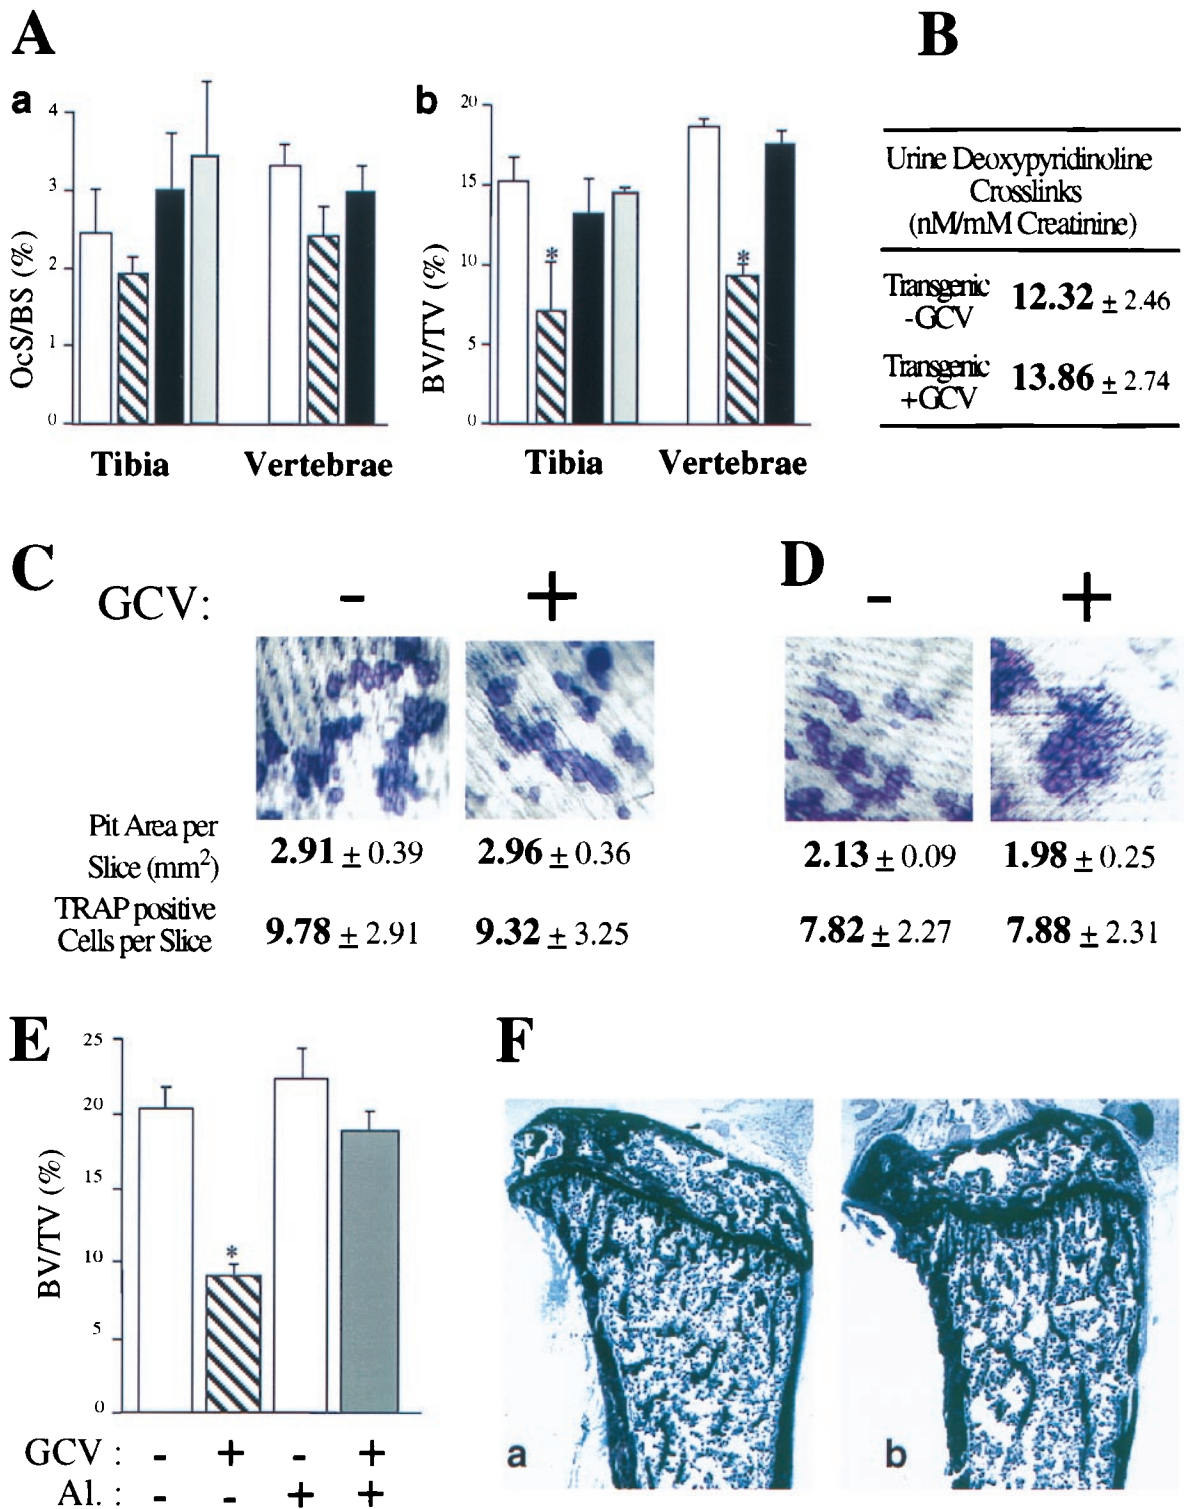 A
B
a
b
4
3
2
1
0
OcS/BS (%)
Tibia
Vertebrae
20
15
10
5
0
BV/TV (%)
*
*
Tibia
Vertebrae
Urine Deoxypyridinoline
Crosslinks
(nM/mM Creatinine)
Transgenic
-GCV
12.32 ± 2.46
Transgenic
+GCV
13.86 ± 2.74
C
GCV: - +
D
- +
Pit Area per
Slice (mm²)
2.91 ± 0.39 2.96 ± 0.36 2.13 ± 0.09 1.98 ± 0.25
TRAP positive
Cells per Slice
9.78 ± 2.91 9.32 ± 3.25 7.82 ± 2.27 7.88 ± 2.31
E
25
20
15
10
5
0
BV/TV (%)
*
GCV : - + - +
Al. : - - + +
F
a
b